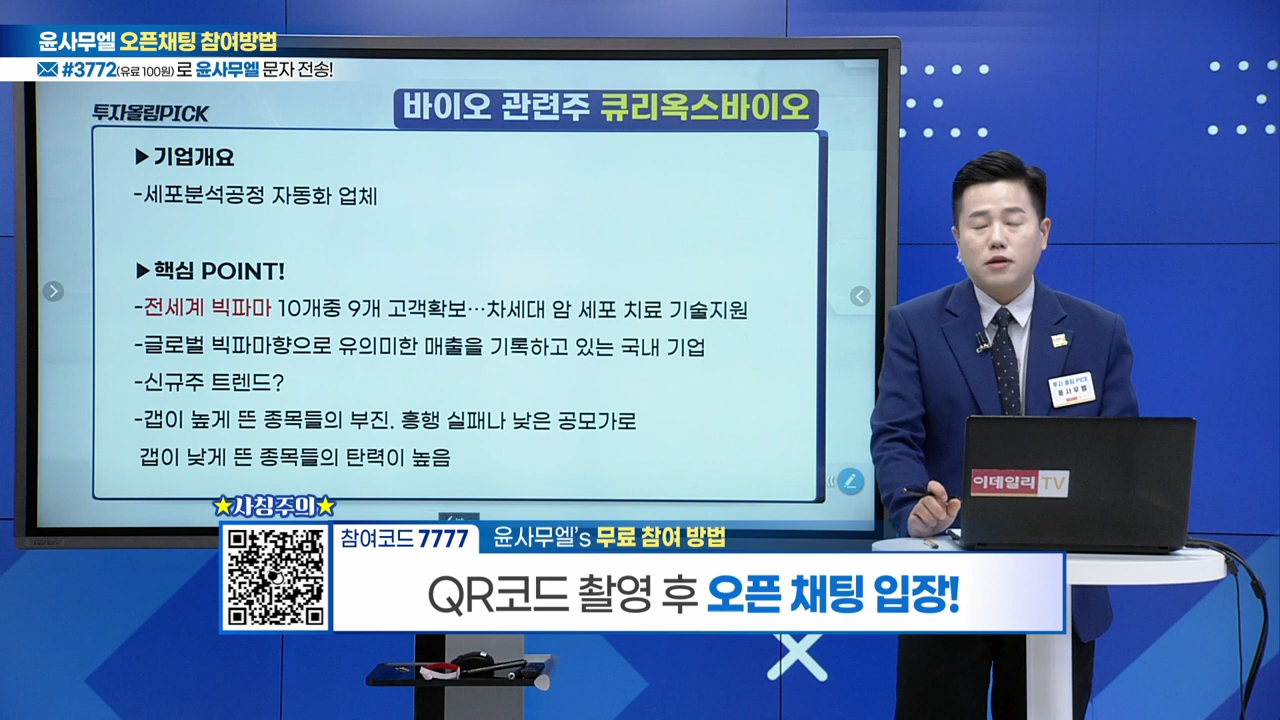 윤사무엘 오픈채팅 참여방법
#3772(유료 100원)로 윤사무엘 문자 전송!
투자올림PICK
바이오 관련주 큐리옥스바이오
▶기업개요
-세포분석공정 자동화 업체
▶핵심 POINT!
-전세계 빅파마 10개중 9개 고객확보…차세대 암 세포 치료 기술지원
-글로벌 빅파마향으로 유의미한 매출을 기록하고 있는 국내 기업
-신규주 트렌드?
-갭이 높게 뜬 종목들의 부진. 흥행 실패나 낮은 공모가로
갭이 낮게 뜬 종목들의 탄력이 높음
투자 올림 PICK
윤사무엘
이데일리TV
★사칭주의★
참여코드 7777
윤사무엘's 무료 참여 방법
QR코드 촬영 후 오픈 채팅 입장!